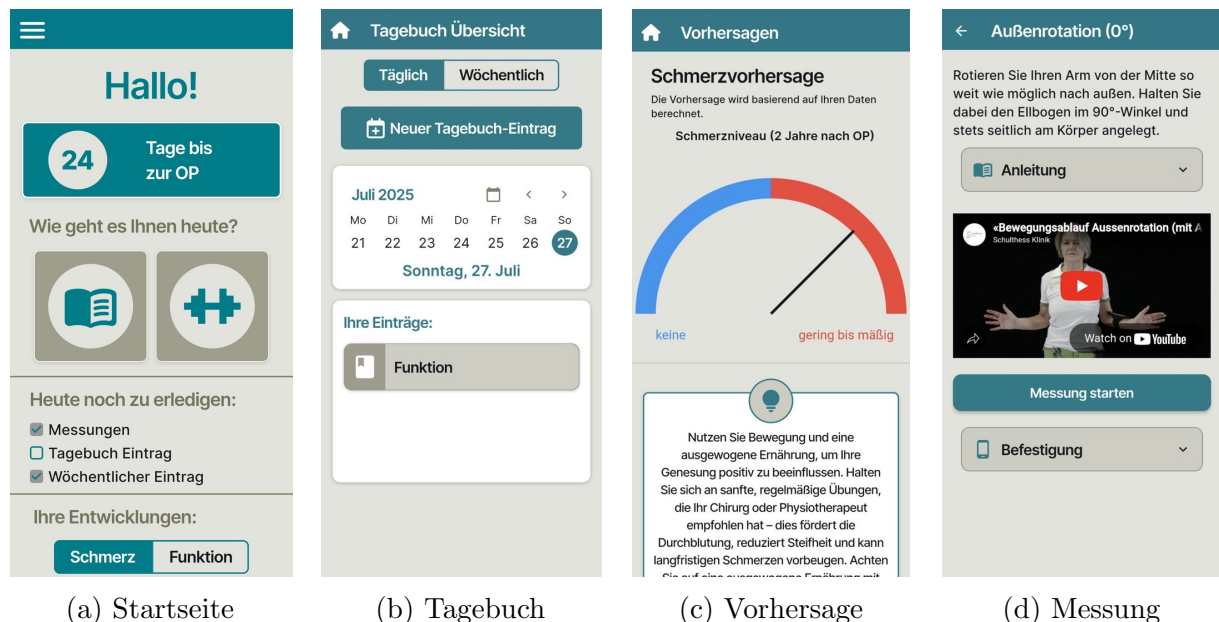 Hallo!
24
Tage bis
zur OP
Wie geht es Ihnen heute?
Heute noch zu erledigen:
Messungen
Tagebuch Eintrag
Wöchentlicher Eintrag
Ihre Entwicklungen:
Schmerz Funktion
(a) Startseite
Tagebuch Übersicht
Täglich Wöchentlich
Neuer Tagebuch-Eintrag
Juli 2025
Mo Di Mi Do Fr Sa So
21 22 23 24 25 26 27
Sonntag, 27. Juli
Ihre Einträge:
Funktion
(b) Tagebuch
Vorhersagen
Schmerzvorhersage
Die Vorhersage wird basierend auf Ihren Daten
berechnet.
Schmerzniveau (2 Jahre nach OP)
keine gering bis mäßig
Nutzen Sie Bewegung und eine
ausgewogene Ernährung, um Ihre
Genesung positiv zu beeinflussen. Halten
Sie sich an sanfte, regelmäßige Übungen,
die Ihr Chirurg oder Physiotherapeut
empfohlen hat – dies fördert die
Durchblutung, reduziert Steifheit und kann
langfristigen Schmerzen vorbeugen. Achten
Sie auf eine ausgewogene Ernährung mit
(c) Vorhersage
Außenrotation (0°)
Rotieren Sie Ihren Arm von der Mitte so
weit wie möglich nach außen. Halten Sie
dabei den Ellbogen im 90°-Winkel und
stets seitlich am Körper angelegt.
Anleitung
«Bewegungsablauf Aussenrotation (mit A
Schulthess Klinik
Watch on YouTube
Messung starten
Befestigung
(d) Messung